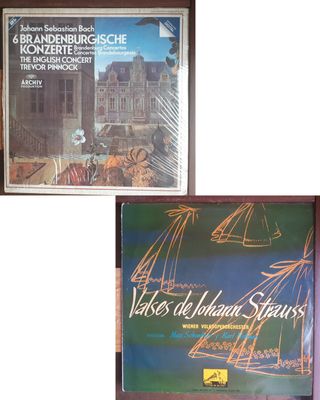 Johann Sebastian Bach
6 BRANDENBURGISCHE
KONZERTE
Brandenburg Concertos
Concertos Brandebourgeois
THE ENGLISH CONCERT
TREVOR PINNOCK
ARCHIV
PRODUKTION
Valses de Johann Strauss
WIENER VOLKSOPERORCHESTER